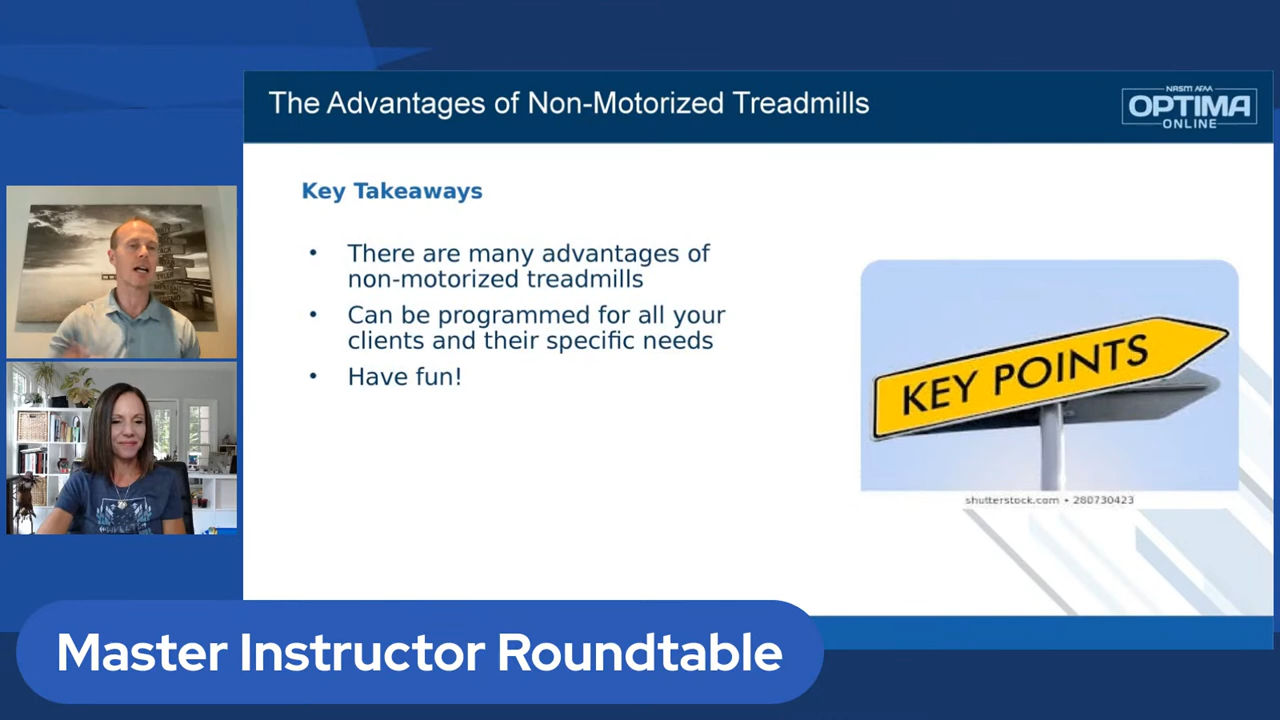 The Advantages of Non-Motorized Treadmills
NASM AFAA
OPTIMA
ONLINE
Key Takeaways
• There are many advantages of
non-motorized treadmills
• Can be programmed for all your
clients and their specific needs
• Have fun!
KEY POINTS
shutterstock.com • 280730423
Master Instructor Roundtable